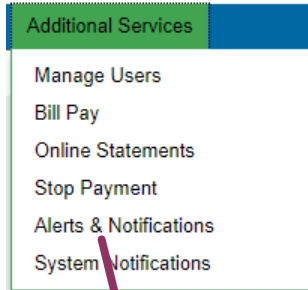 Additional Services
Manage Users
Bill Pay
Online Statements
Stop Payment
Alerts & Notifications
System Notifications